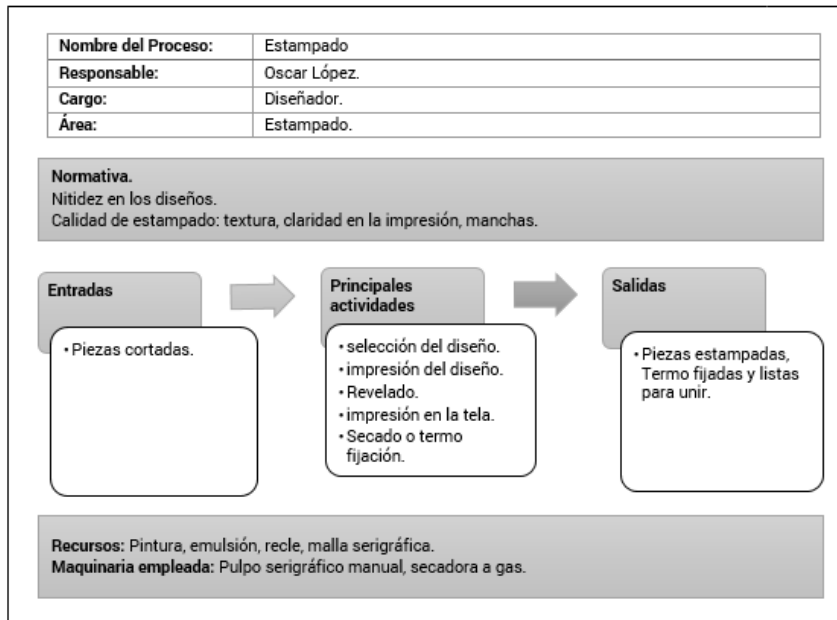 Nombre del Proceso: Estampado
Responsable: Oscar López.
Cargo: Diseñador.
Área: Estampado.
Normativa.
Nitidez en los diseños.
Calidad de estampado: textura, claridad en la impresión, manchas.
Entradas
• Piezas cortadas.
Principales
actividades
• selección del diseño.
• impresión del diseño.
• Revelado.
• impresión en la tela.
• Secado o termo
fijación.
Salidas
• Piezas estampadas,
Termo fijadas y listas
para unir.
Recursos: Pintura, emulsión, recle, malla serigráfica.
Maquinaria empleada: Pulpo serigráfico manual, secadora a gas.